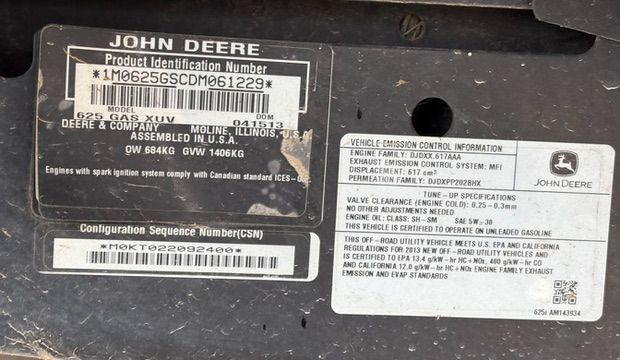 JOHN DEERE
Product Identification Number
*1M0625GSCDM061229*
MODEL DOM
625 GAS XUV 041513
DEERE & COMPANY MOLINE, ILLINOIS, U.S.A.
ASSEMBLED IN U.S.A.
OW 684KG GVW 1406KG
Engines with spark ignition system comply with Canadian standard ICES-
Configuration Sequence Number(CSN)
*M0KT022092400*
VEHICLE EMISSION CONTROL INFORMATION
ENGINE FAMILY: DJDXX.617AAA
EXHAUST EMISSION CONTROL SYSTEM: MFI
DISPLACEMENT: 617 cm³
PERMEATION FAMILY: DJDXPP202BHX
JOHN DEERE
TUNE-UP SPECIFICATIONS
VALVE CLEARANCE (ENGINE COLD): 0.25-0.3mm
NO OTHER ADJUSTMENTS NEEDED
ENGINE OIL: CLASS: SH-SM SAE 5W-30
THIS VEHICLE IS CERTIFIED TO OPERATE ON UNLEADED GASOLINE
THIS OFF-ROAD UTILITY VEHICLE MEETS U.S. EPA AND CALIFORNIA
REGULATIONS FOR 2013 NEW OFF-ROAD UTILITY VEHICLES AND
IS CERTIFIED TO EPA 13.4 g/kW-hr HC+NOx, 400 g/kW-hr CO
AND CALIFORNIA 12.0 g/kW-hr HC+NOx ENGINE FAMILY EXHAUST
EMISSION AND EVAP STANDARDS
625i AM143934